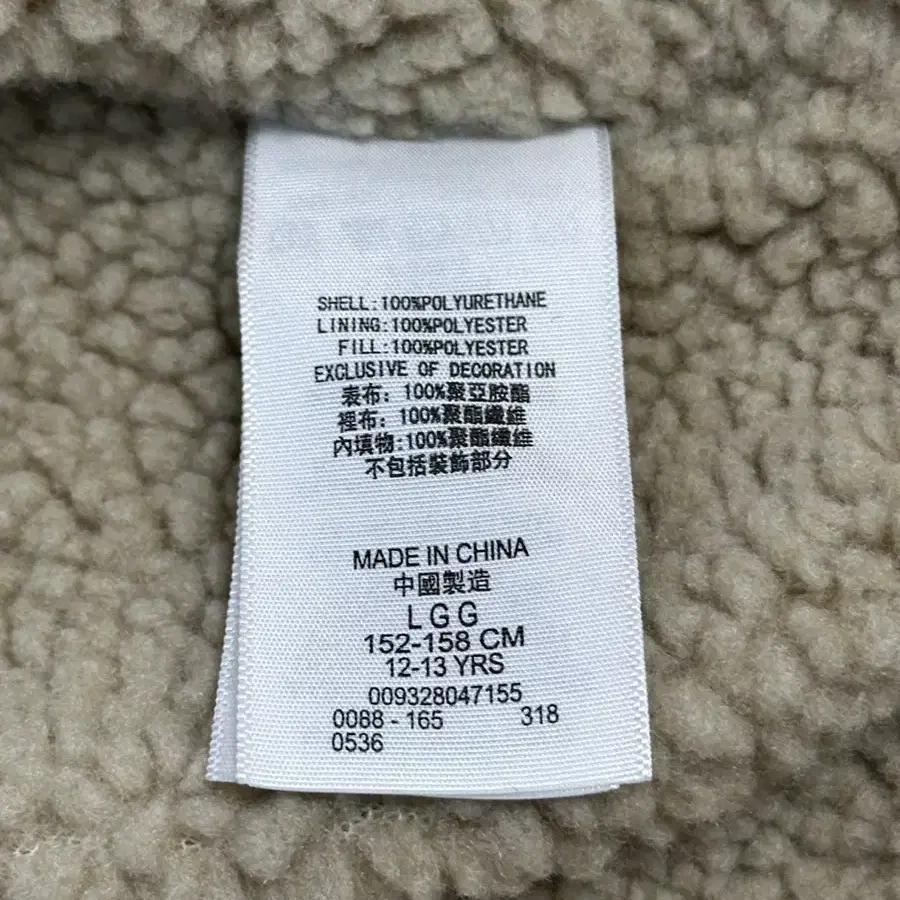 SHELL:100%POLYURETHANE
LINING:100%POLYESTER
FILL:100%POLYESTER
EXCLUSIVE OF DECORATION
表布: 100%聚亞胺酯
裡布: 100%聚酯纖維
內填物:100%聚酯纖維
不包括裝飾部分
MADE IN CHINA
中國製造
L G G
152-158 CM
12-13 YRS
009328047155
0088 - 165 318
0536